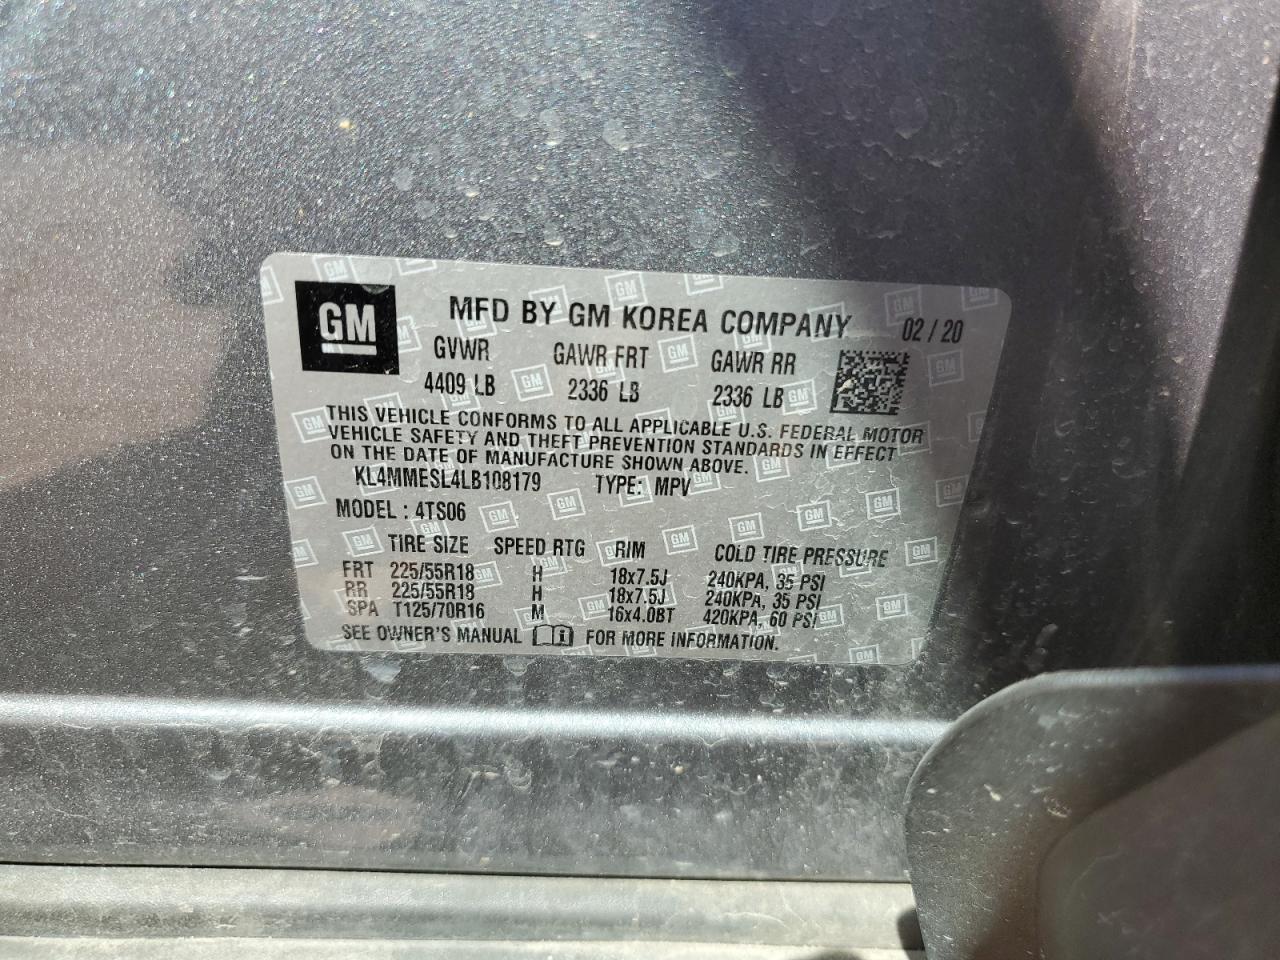 GM
MFD BY GM KOREA COMPANY 02 / 20
GVWR GAWR FRT GAWR RR
4409 LB 2336 LB 2336 LB
THIS VEHICLE CONFORMS TO ALL APPLICABLE U.S. FEDERAL MOTOR
VEHICLE SAFETY AND THEFT PREVENTION STANDARDS IN EFFECT
ON THE DATE OF MANUFACTURE SHOWN ABOVE.
KL4MMESL4LB108179 TYPE: MPV
MODEL : 4TS06
TIRE SIZE SPEED RTG RIM COLD TIRE PRESSURE
FRT 225/55R18 H 18x7.5J 240KPA, 35 PSI
RR 225/55R18 H 18x7.5J 240KPA, 35 PSI
SPA T125/70R16 M 16x4.0BT 420KPA, 60 PSI
SEE OWNER'S MANUAL i FOR MORE INFORMATION.